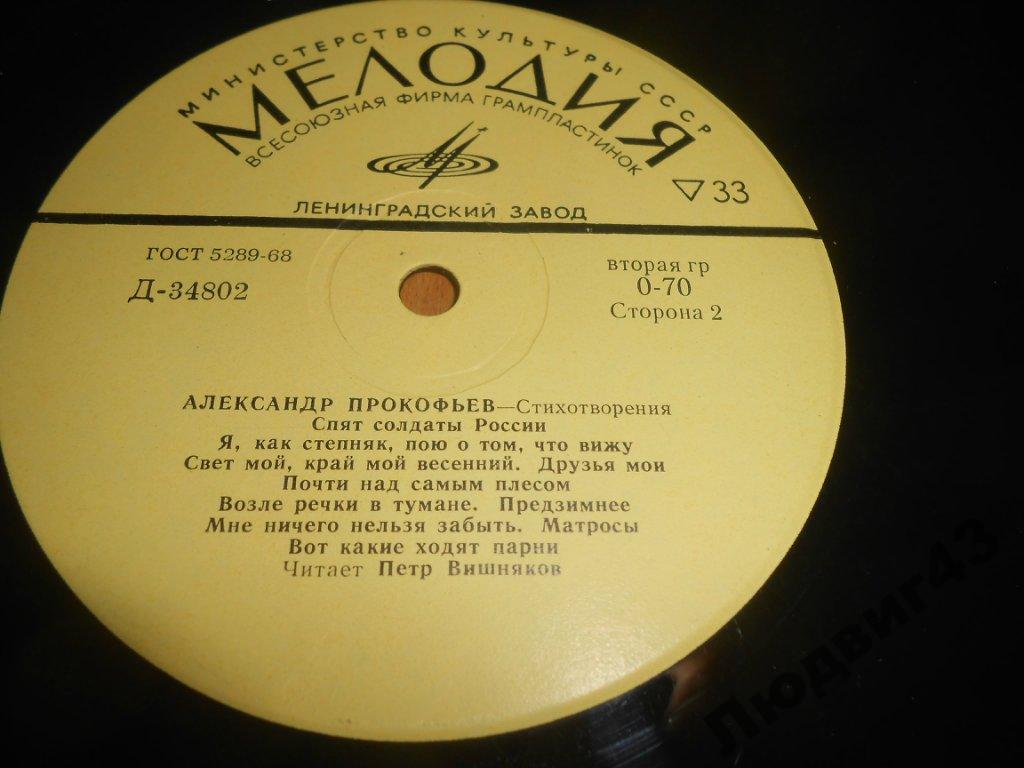 МИНИСТЕРСТВО КУЛЬТУРЫ СССР
МЕЛОДИЯ
ВСЕСОЮЗНАЯ ФИРМА ГРАМПЛАСТИНОК
33
ЛЕНИНГРАДСКИЙ ЗАВОД
ГОСТ 5289-68
Д-34802
вторая гр
0-70
Сторона 2
АЛЕКСАНДР ПРОКОФЬЕВ—Стихотворения
Спят солдаты России
Я, как степняк, пою о том, что вижу
Свет мой, край мой весенний. Друзья мои
Почти над самым плесом
Возле речки в тумане. Предзимнее
Мне ничего нельзя забыть. Матросы
Вот какие ходят парни
Читает Петр Вишняков
Людвиг43